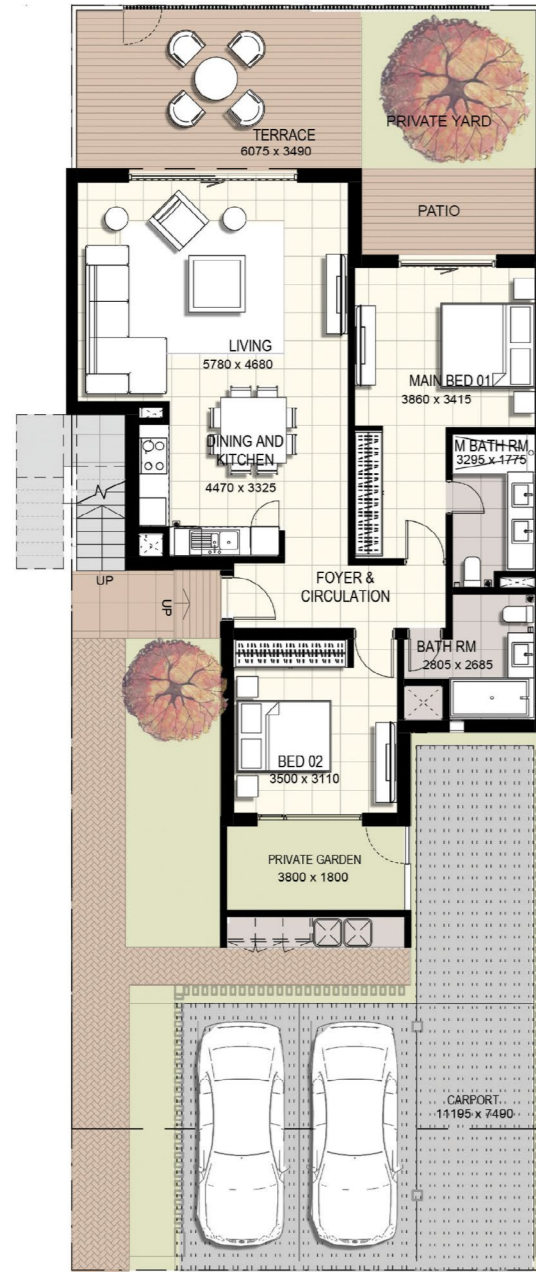 TERRACE
6075 x 3490
PRIVATE YARD
PATIO
LIVING
5780 x 4680
MAIN BED 01
3860 x 3415
DINING AND
KITCHEN
4470 x 3325
M BATH RM
3295 x 1775
UP
UP
FOYER &
CIRCULATION
BATH RM
2805 x 2685
BED 02
3500 x 3110
PRIVATE GARDEN
3800 x 1800
CARPORT
11195 x 7490